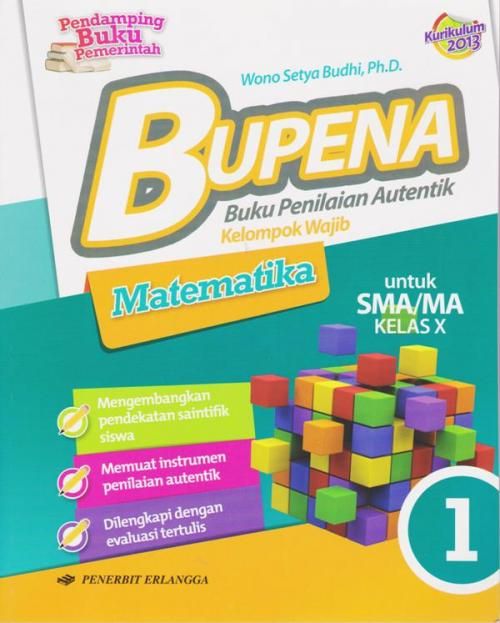 Pendamping
Buku
Pemerintah
Kurikulum
2013
Wono Setya Budhi, Ph.D.
BUPENA
Buku Penilaian Autentik
Kelompok Wajib
Matematika
untuk
SMA/MA
KELAS X
Mengembangkan
pendekatan saintifik
siswa
Memuat instrumen
penilaian autentik
Dilengkapi dengan
evaluasi tertulis
1
PENERBIT ERLANGGA